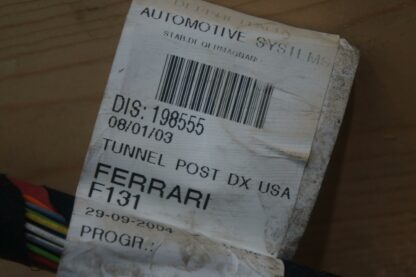 AUTOMOTIVE SYSTEMS
DIS: 198555
08/01/03
TUNNEL POST DX USA
FERRARI
F131
29-09-2004
PROGR.: